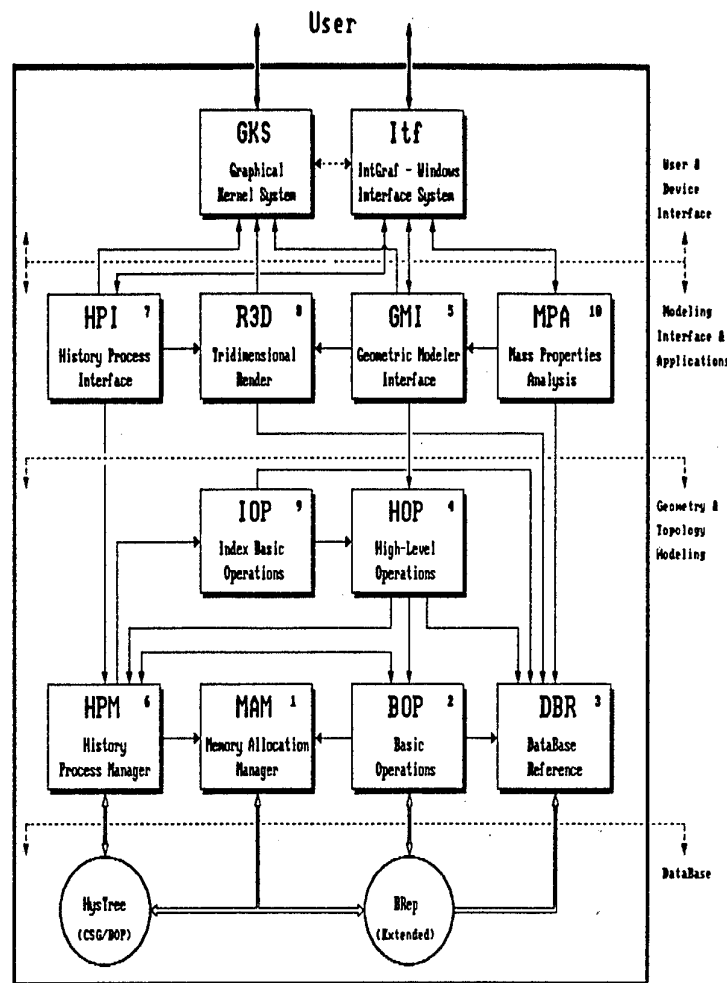 User
GKS
Graphical
Kernel System
Itf
IntGraf - Windows
Interface System
User &
Device
Interface
HPI 7
History Process
Interface
R3D 8
Tridimensional
Render
GMI 5
Geometric Modeler
Interface
MPA 10
Mass Properties
Analysis
Modeling
Interface &
Applications
IOP 9
Index Basic
Operations
HOP 4
High-Level
Operations
Geometry &
Topology
Modeling
HPM 6
History
Process Manager
MAM 1
Memory Allocation
Manager
BOP 2
Basic
Operations
DBR 3
DataBase
Reference
DataBase
HysTree
(CSG/BOP)
BRep
(Extended)